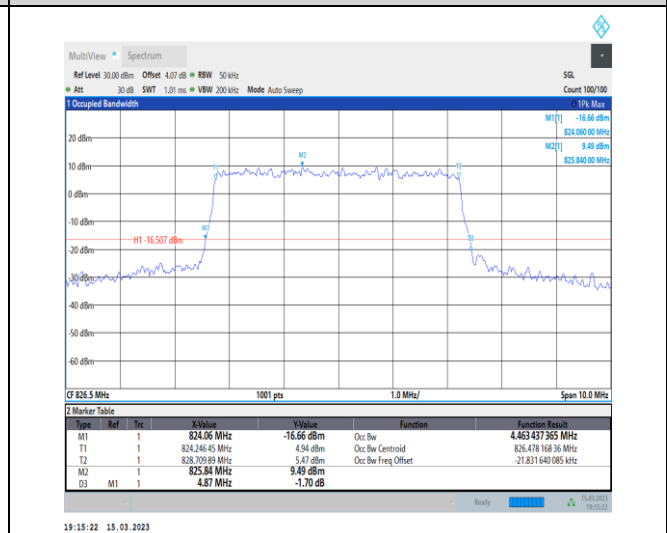 MultiView Spectrum
Ref Level 30.00 dBm Offset 4.07 dB RBW 50 kHz SGL
Att 30 dB SWT 1.01 ms VBW 200 kHz Mode Auto Sweep Count 100/100
1 Occupied Bandwidth 1Pk Max
M1[1] -16.66 dBm
824.060 00 MHz
M2[1] 9.49 dBm
825.840 00 MHz
20 dBm
M2
T1 T2
10 dBm
0 dBm
-10 dBm
M1
H1 -16.507 dBm D3
-20 dBm
-30 dBm
-40 dBm
-50 dBm
-60 dBm
CF 826.5 MHz 1001 pts 1.0 MHz/ Span 10.0 MHz
2 Marker Table
Type Ref Trc X-Value Y-Value Function Function Result
M1 1 824.06 MHz -16.66 dBm Occ Bw 4.463 437 365 MHz
T1 1 824.246 45 MHz 4.94 dBm Occ Bw Centroid 826.478 168 36 MHz
T2 1 828.709 89 MHz 5.47 dBm Occ Bw Freq Offset -21.831 640 085 kHz
M2 1 825.84 MHz 9.49 dBm
D3 M1 1 4.87 MHz -1.70 dB
Ready 19:15:22
19:15:22 15.03.2023